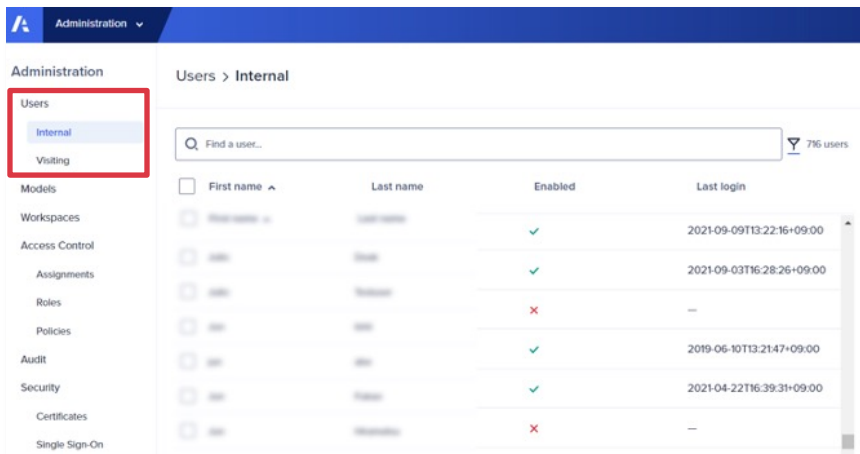 Administration
Administration
Users
Internal
Visiting
Models
Workspaces
Access Control
Assignments
Roles
Policies
Audit
Security
Certificates
Single Sign-On
Users > Internal
Find a user...
716 users
First name Last name Enabled Last login
2021-09-09T13:22:16+09:00
2021-09-03T16:28:26+09:00
—
2019-06-10T13:21:47+09:00
2021-04-22T16:39:31+09:00
—